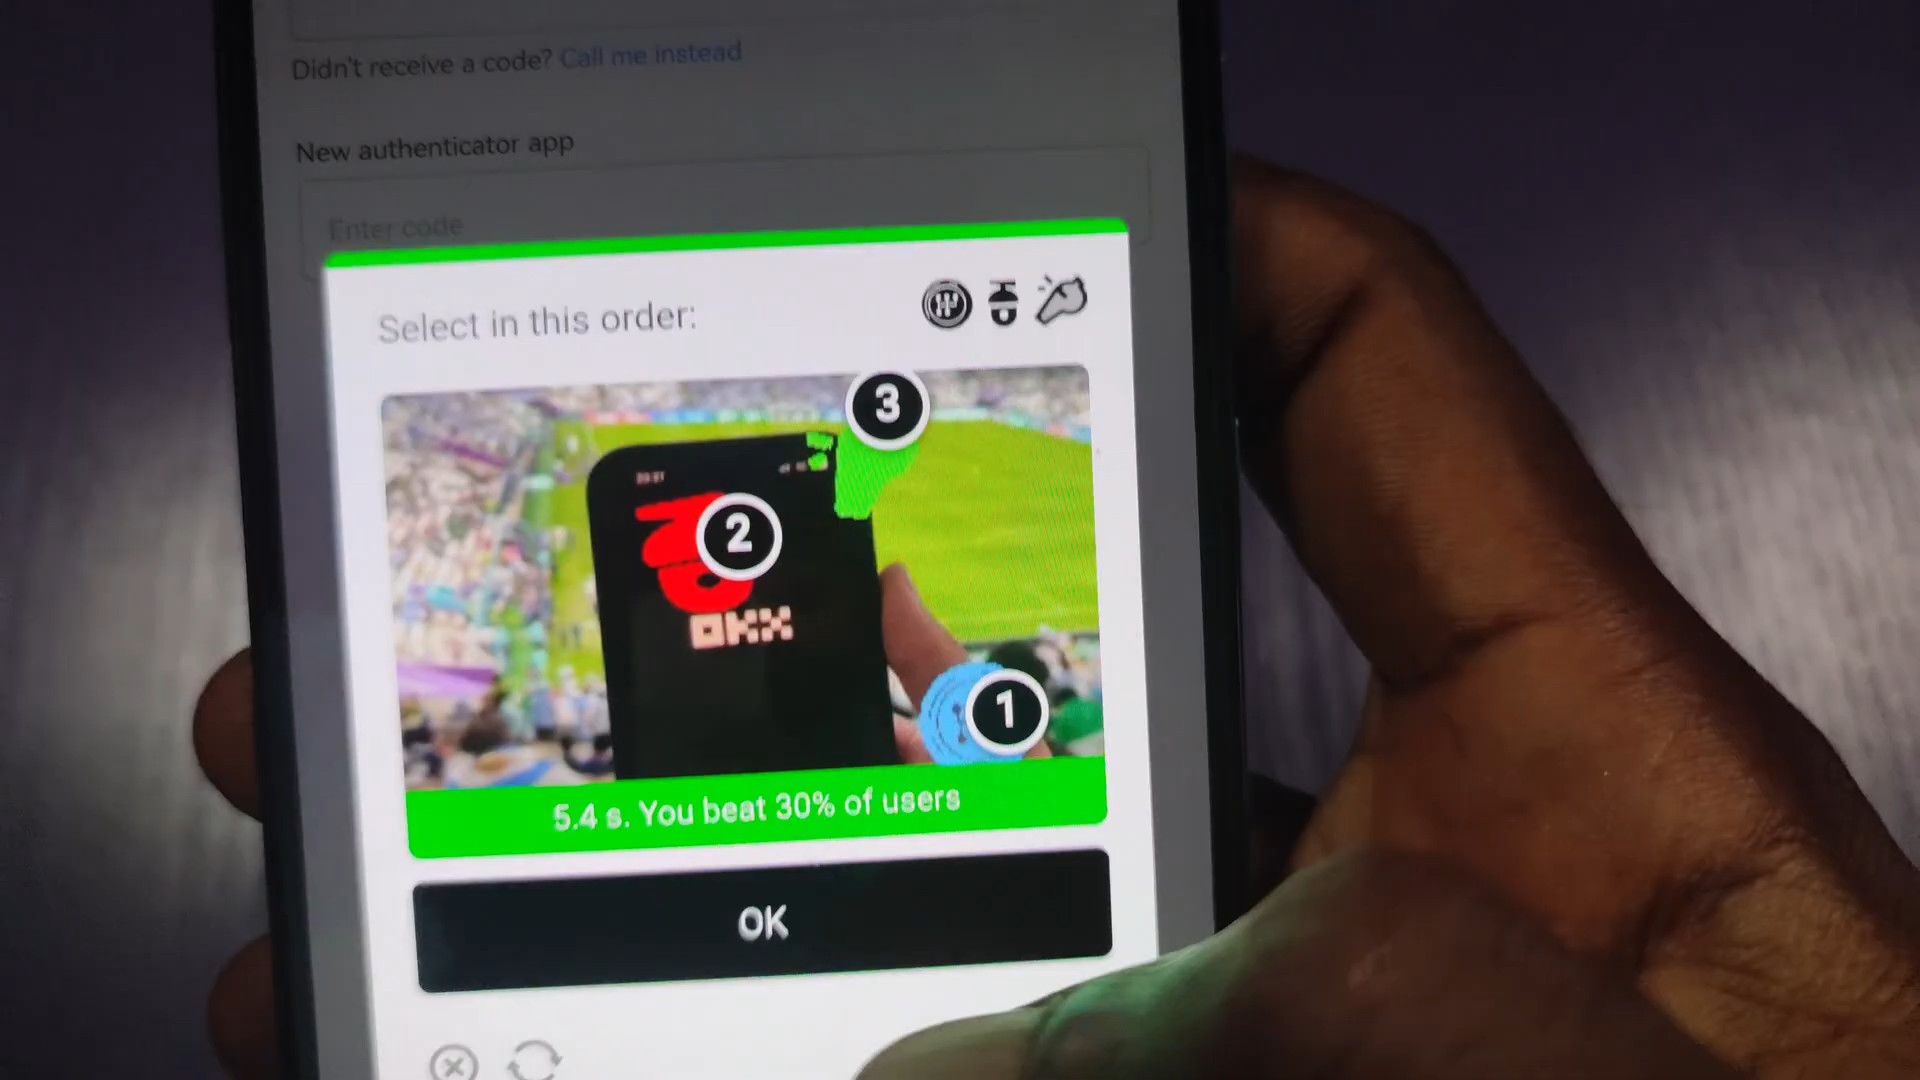 Didn't receive a code? Call me instead
New authenticator app
Enter code
Select in this order:
3
2
OKX
1
5.4 s. You beat 30% of users
OK